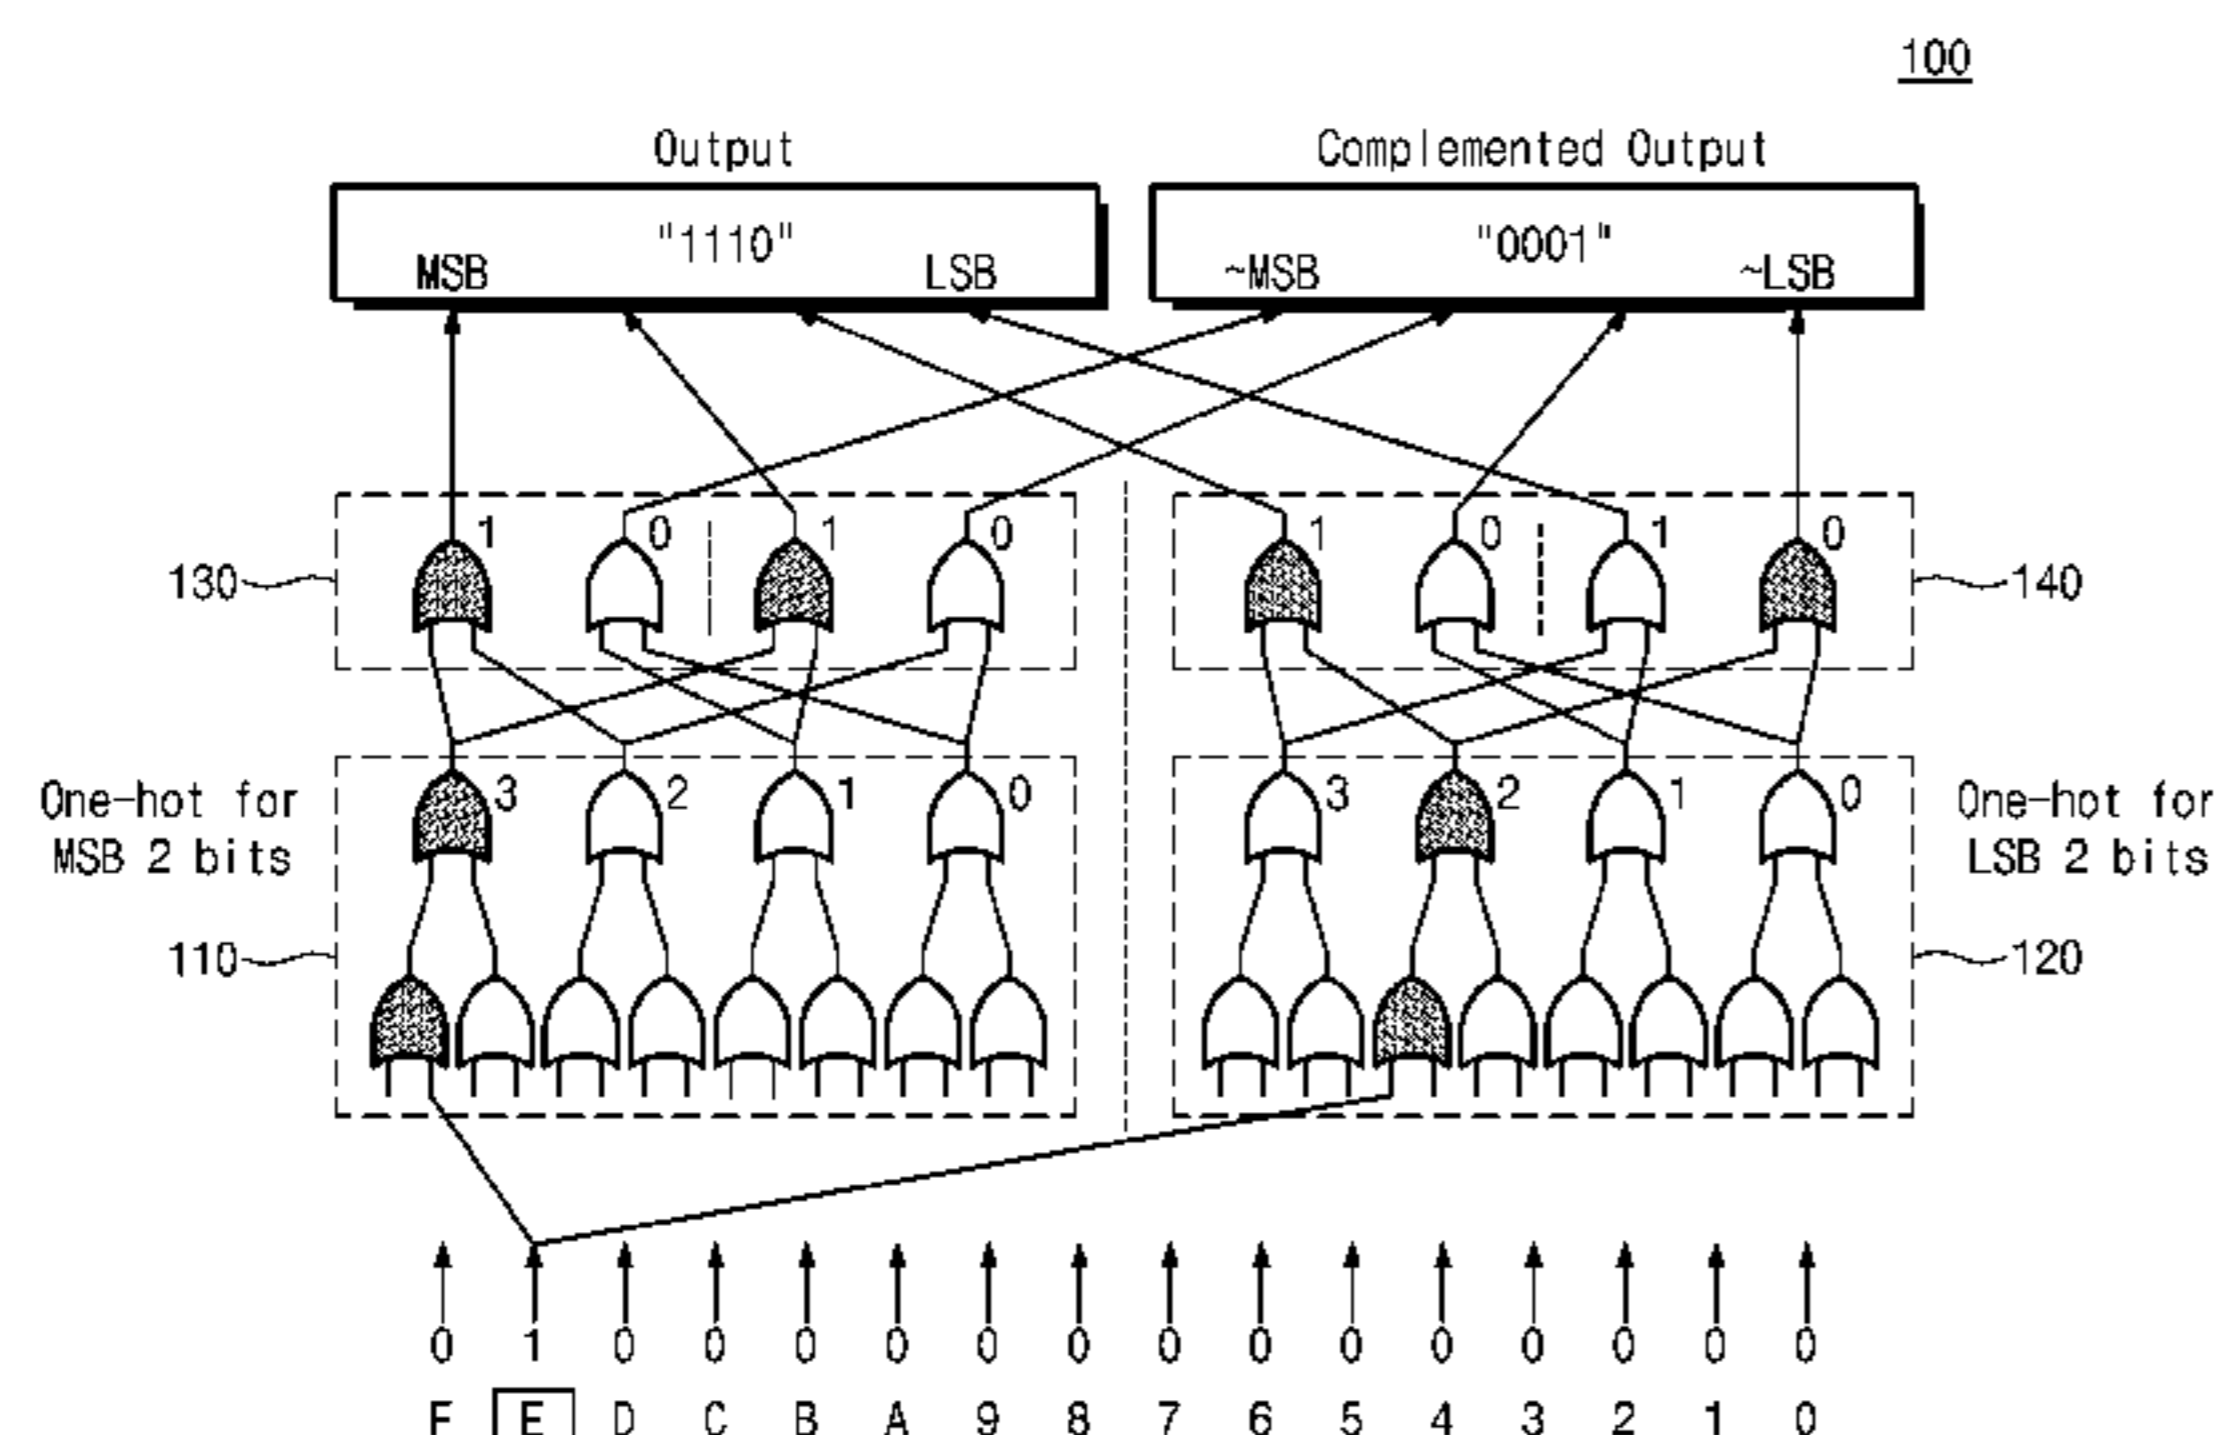 100
Output Complemented Output
"1110" "0001"
MSB LSB ~MSB ~LSB
1 0 1 0 1 0 1 0
130 140
3 2 1 0 3 2 1 0
One-hot for
MSB 2 bits
One-hot for
LSB 2 bits
110 120
0 1 0 0 0 0 0 0 0 0 0 0 0 0 0 0
F E D C B A 9 8 7 6 5 4 3 2 1 0